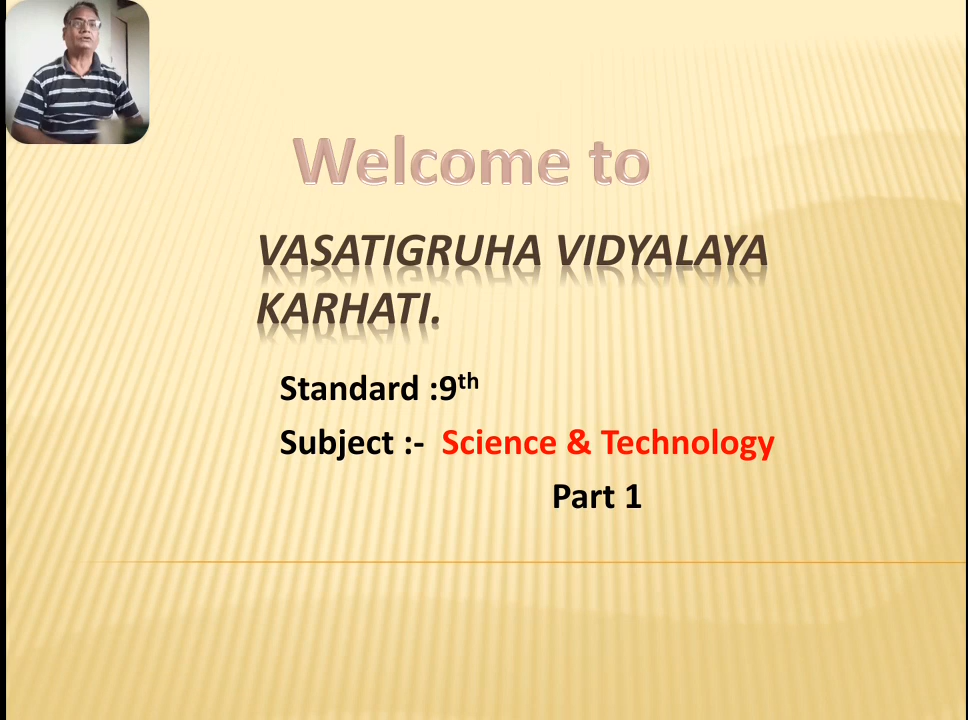 Welcome to
VASATIGRUHA VIDYALAYA
KARHATI.
Standard :9th
Subject :- Science & Technology
Part 1